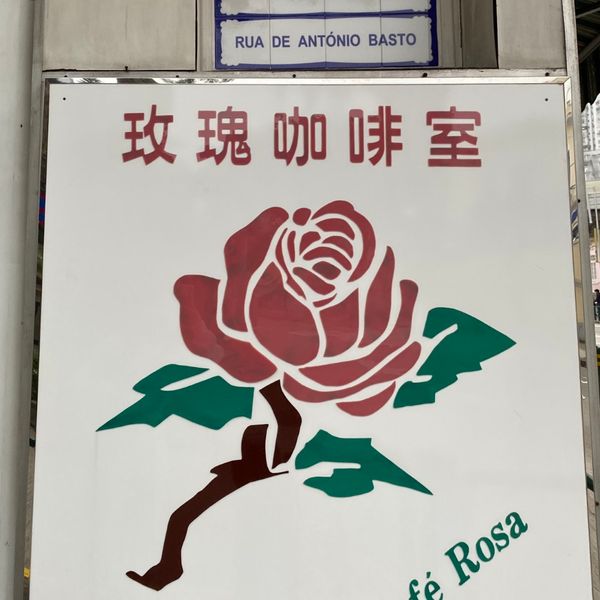 RUA DE ANTÓNIO BASTO
玫瑰咖啡室
fé Rosa